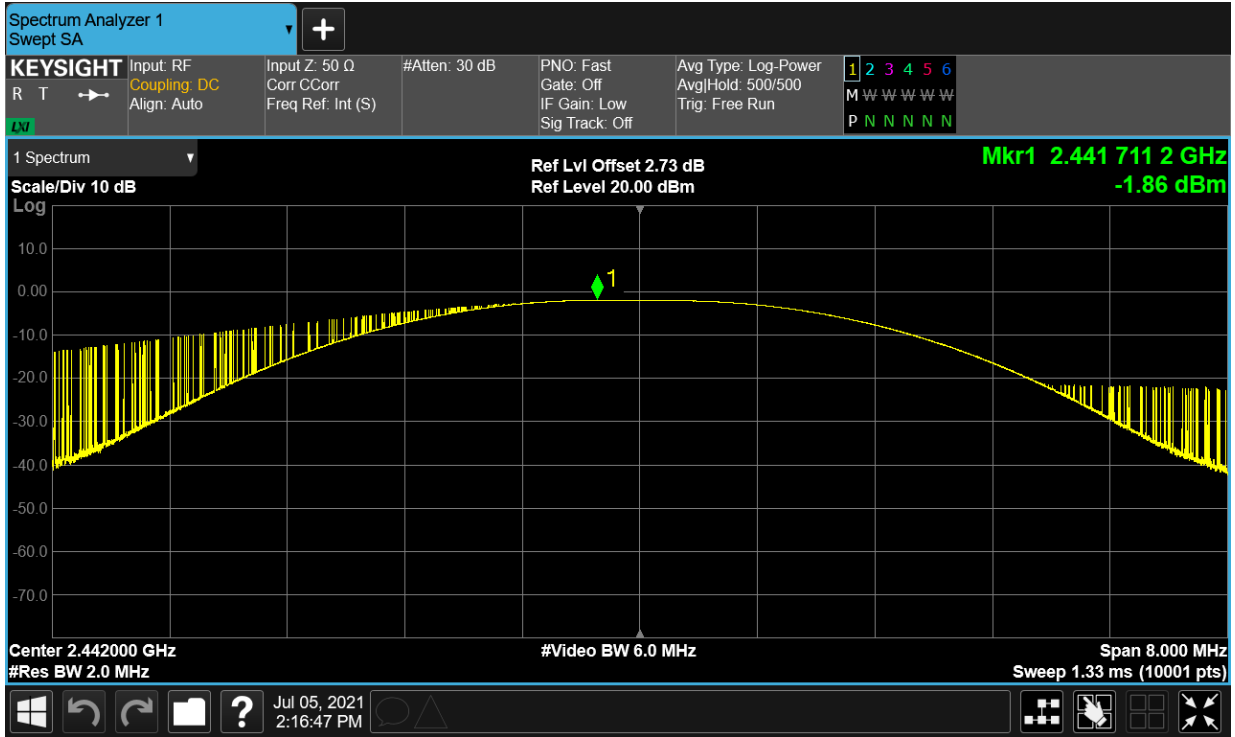 Spectrum Analyzer 1
Swept SA
KEYSIGHT
R T
LXI
Input: RF
Coupling: DC
Align: Auto
Input Z: 50 Ω
Corr CCorr
Freq Ref: Int (S)
#Atten: 30 dB
PNO: Fast
Gate: Off
IF Gain: Low
Sig Track: Off
Avg Type: Log-Power
Avg|Hold: 500/500
Trig: Free Run
1 2 3 4 5 6
M W W W W W
P N N N N N
1 Spectrum
Scale/Div 10 dB
Log
Ref Lvl Offset 2.73 dB
Ref Level 20.00 dBm
Mkr1 2.441 711 2 GHz
-1.86 dBm
10.0
0.00
-10.0
-20.0
-30.0
-40.0
-50.0
-60.0
-70.0
1
Center 2.442000 GHz
#Res BW 2.0 MHz
#Video BW 6.0 MHz
Span 8.000 MHz
Sweep 1.33 ms (10001 pts)
?
Jul 05, 2021
2:16:47 PM